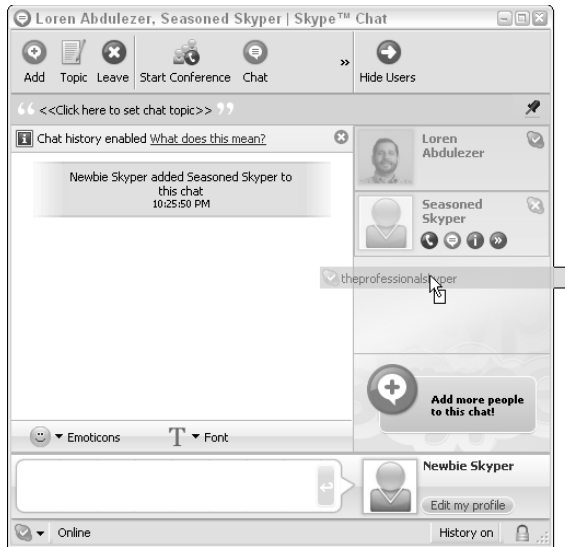 Loren Abdulezer, Seasoned Skyper | Skype™ Chat
Add Topic Leave Start Conference Chat » Hide Users
<<Click here to set chat topic>>
Chat history enabled What does this mean?
Loren
Abdulezer
Newbie Skyper added Seasoned Skyper to
this chat
10:25:50 PM
Seasoned
Skyper
theprofessionalskyper
Add more people
to this chat!
Emoticons T Font
Newbie Skyper
Edit my profile
Online History on